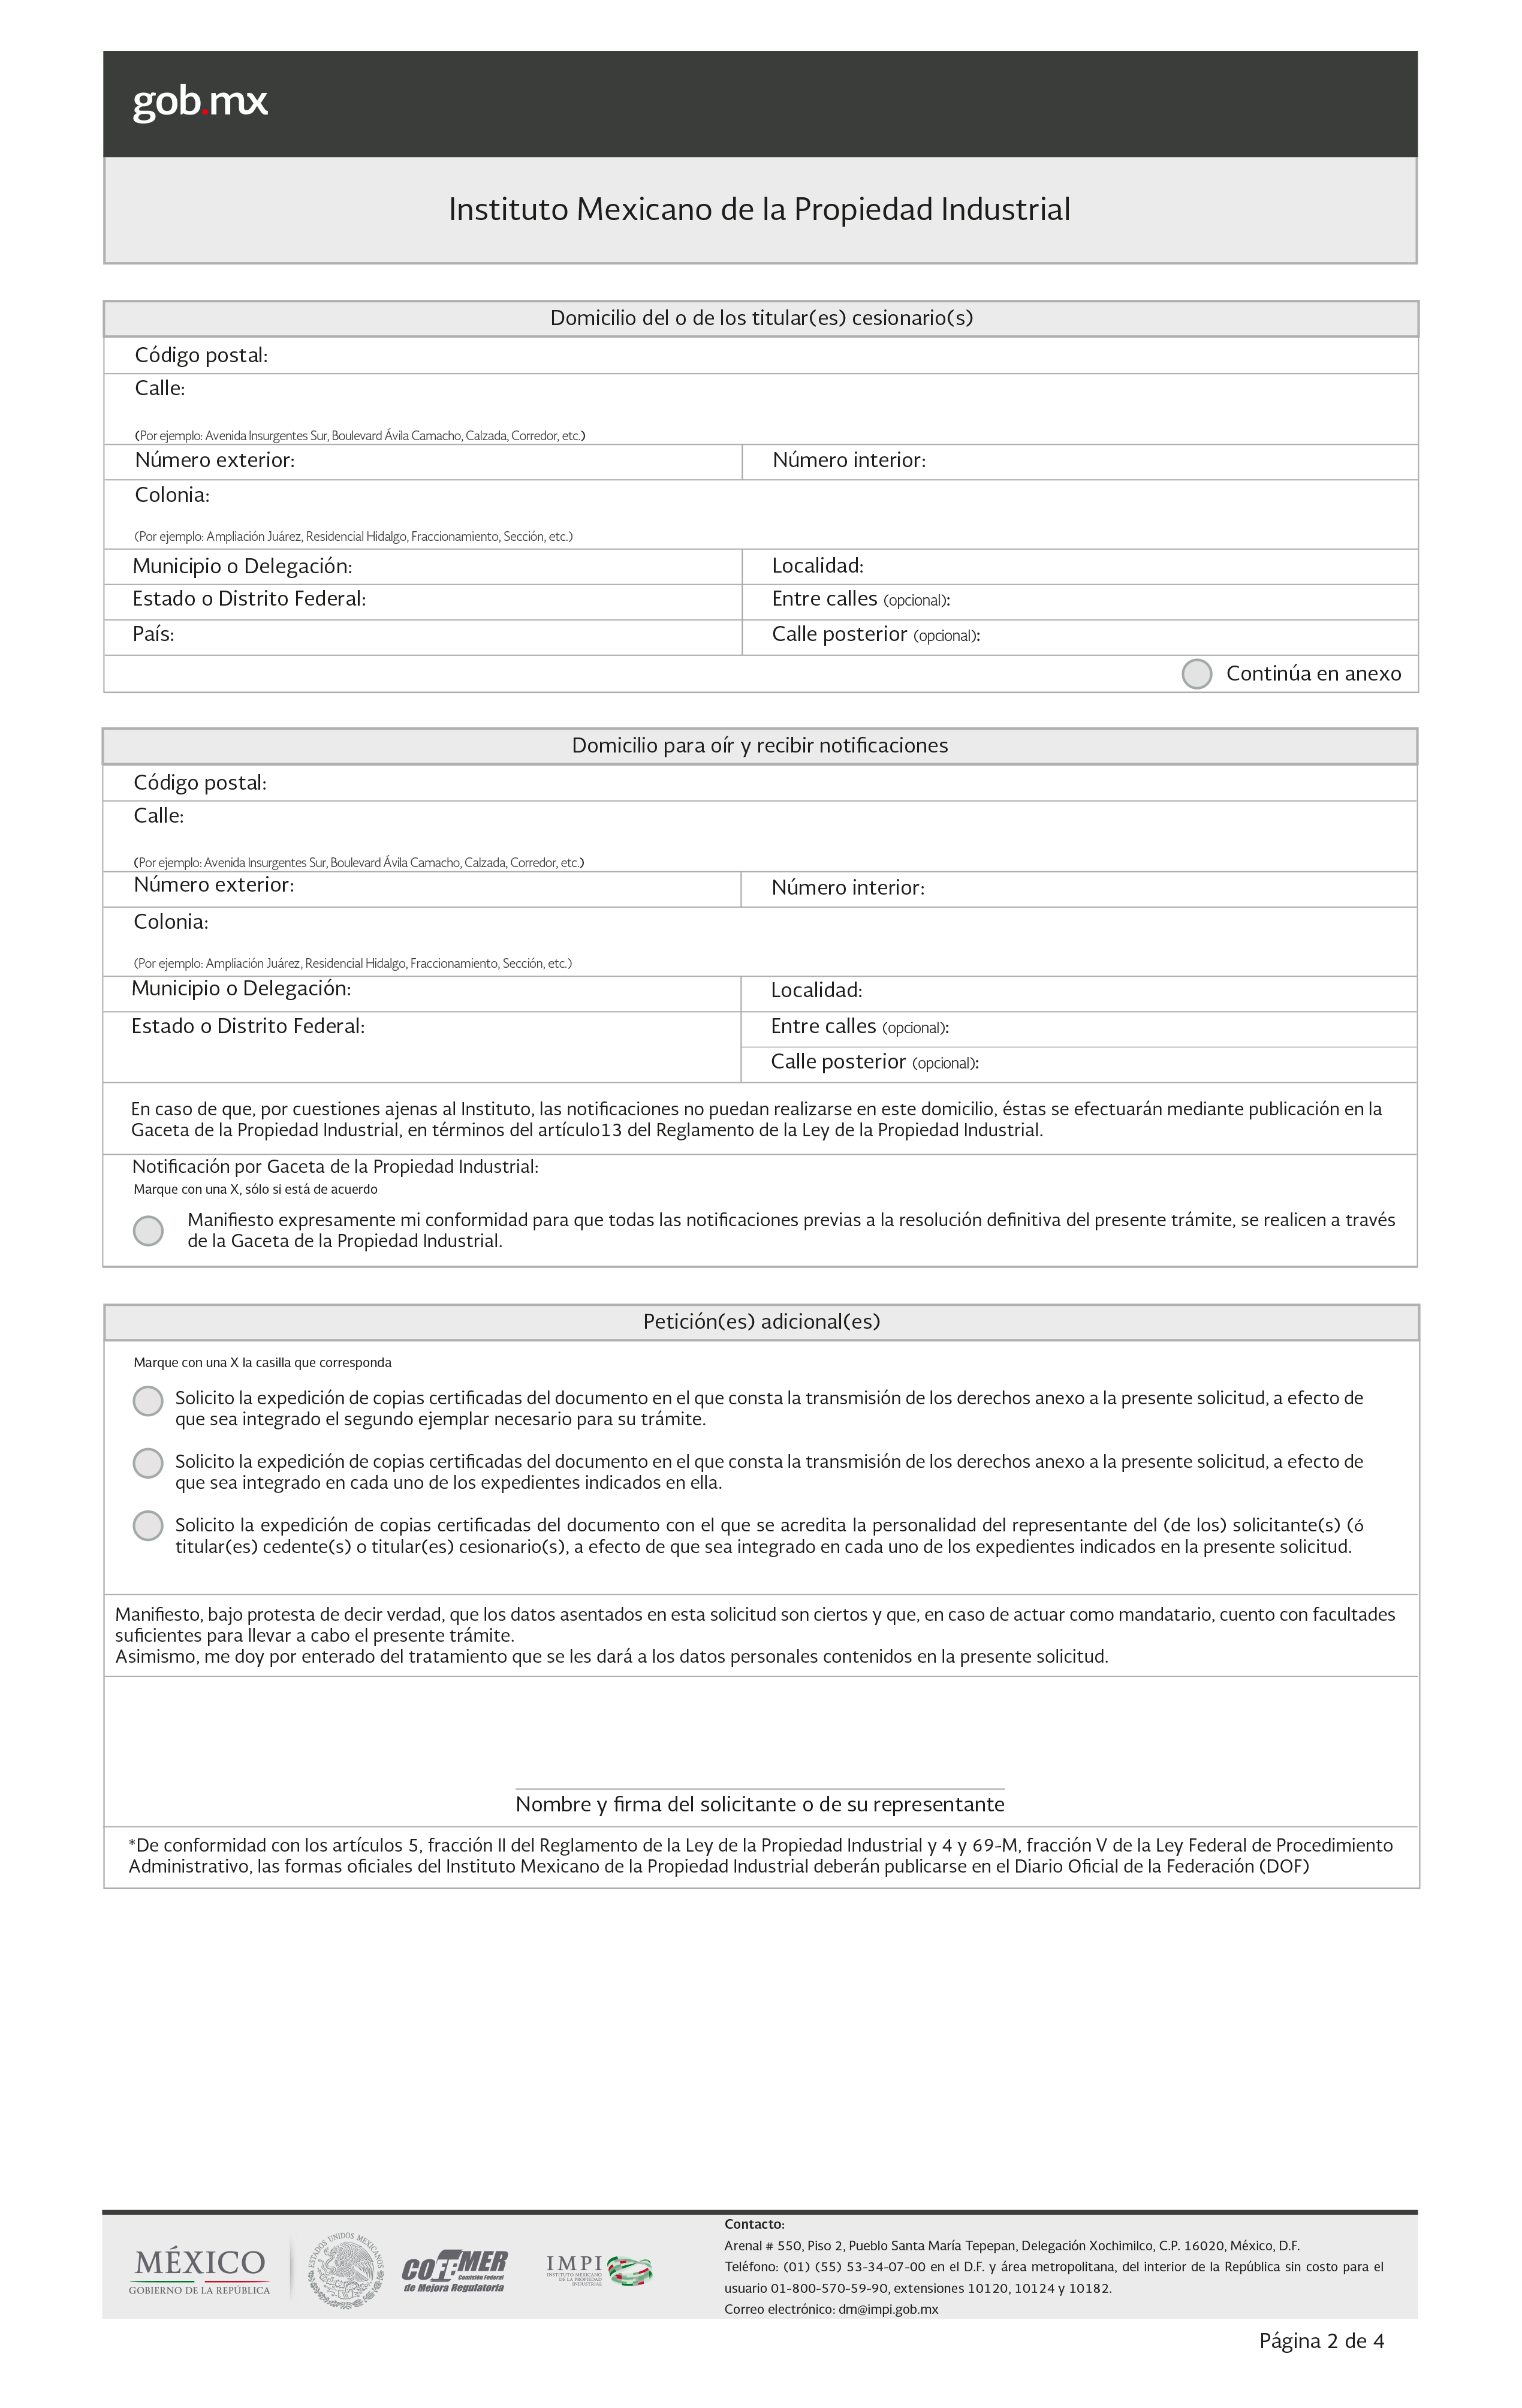 gob.mx
Instituto Mexicano de la Propiedad Industrial
Domicilio del o de los titular(es) cesionario(s)
Código postal:
Calle:
(Por ejemplo: Avenida Insurgentes Sur, Boulevard Ávila Camacho, Calzada, Corredor, etc.)
Número exterior:
Número interior:
Colonia:
(Por ejemplo: Ampliación Juárez, Residencial Hidalgo, Fraccionamiento, Sección, etc.)
Municipio o Delegación:
Localidad:
Estado o Distrito Federal:
Entre calles (opcional):
País:
Calle posterior (opcional):
Continúa en anexo
Domicilio para oír y recibir notificaciones
Código postal:
Calle:
(Por ejemplo: Avenida Insurgentes Sur, Boulevard Ávila Camacho, Calzada, Corredor, etc.)
Número exterior:
Número interior:
Colonia:
(Por ejemplo: Ampliación Juárez, Residencial Hidalgo, Fraccionamiento, Sección, etc.)
Municipio o Delegación:
Localidad:
Estado o Distrito Federal:
Entre calles (opcional):
Calle posterior (opcional):
En caso de que, por cuestiones ajenas al Instituto, las notificaciones no puedan realizarse en este domicilio, éstas se efectuarán mediante publicación en la
Gaceta de la Propiedad Industrial, en términos del artículo13 del Reglamento de la Ley de la Propiedad Industrial.
Notificación por Gaceta de la Propiedad Industrial:
Marque con una X, sólo si está de acuerdo
Manifiesto expresamente mi conformidad para que todas las notificaciones previas a la resolución definitiva del presente trámite, se realicen a través
de la Gaceta de la Propiedad Industrial.
Petición(es) adicional(es)
Marque con una X la casilla que corresponda
Solicito la expedición de copias certificadas del documento en el que consta la transmisión de los derechos anexo a la presente solicitud, a efecto de
que sea integrado el segundo ejemplar necesario para su trámite.
Solicito la expedición de copias certificadas del documento en el que consta la transmisión de los derechos anexo a la presente solicitud, a efecto de
que sea integrado en cada uno de los expedientes indicados en ella.
Solicito la expedición de copias certificadas del documento con el que se acredita la personalidad del representante del (de los) solicitante(s) (ó
titular(es) cedente(s) o titular(es) cesionario(s), a efecto de que sea integrado en cada uno de los expedientes indicados en la presente solicitud.
Manifiesto, bajo protesta de decir verdad, que los datos asentados en esta solicitud son ciertos y que, en caso de actuar como mandatario, cuento con facultades
suficientes para llevar a cabo el presente trámite.
Asimismo, me doy por enterado del tratamiento que se les dará a los datos personales contenidos en la presente solicitud.
Nombre y firma del solicitante o de su representante
*De conformidad con los artículos 5, fracción II del Reglamento de la Ley de la Propiedad Industrial y 4 y 69-M, fracción V de la Ley Federal de Procedimiento
Administrativo, las formas oficiales del Instituto Mexicano de la Propiedad Industrial deberán publicarse en el Diario Oficial de la Federación (DOF)
MÉXICO
GOBIERNO DE LA REPÚBLICA
ESTADOS UNIDOS MEXICANOS
COFEMER
Comisión Federal
de Mejora Regulatoria
IMPI
INSTITUTO MEXICANO
DE LA PROPIEDAD
INDUSTRIAL
Contacto:
Arenal # 550, Piso 2, Pueblo Santa María Tepepan, Delegación Xochimilco, C.P. 16020, México, D.F.
Teléfono: (01) (55) 53-34-07-00 en el D.F. y área metropolitana, del interior de la República sin costo para el
usuario 01-800-570-59-90, extensiones 10120, 10124 y 10182.
Correo electrónico: dm@impi.gob.mx
Página 2 de 4